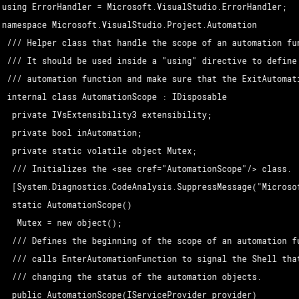 using ErrorHandler = Microsoft.VisualStudio.ErrorHandler;
namespace Microsoft.VisualStudio.Project.Automation
/// Helper class that handle the scope of an automation fun
/// It should be used inside a "using" directive to define
/// automation function and make sure that the ExitAutomati
internal class AutomationScope : IDisposable
private IVsExtensibility3 extensibility;
private bool inAutomation;
private static volatile object Mutex;
/// Initializes the <see cref="AutomationScope"/> class.
[System.Diagnostics.CodeAnalysis.SuppressMessage("Microsof
static AutomationScope()
Mutex = new object();
/// Defines the beginning of the scope of an automation fu
/// calls EnterAutomationFunction to signal the Shell that
/// changing the status of the automation objects.
public AutomationScope(IServiceProvider provider)